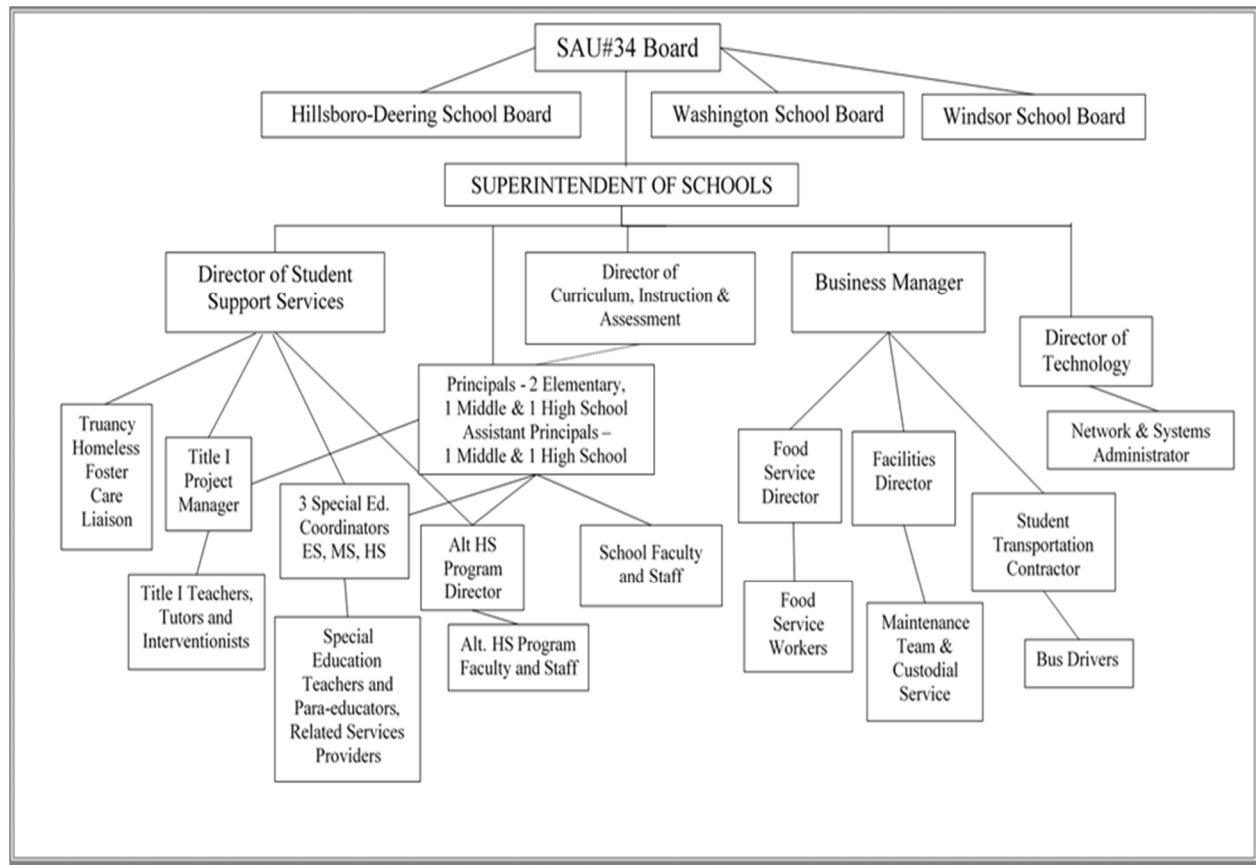 SAU#34 Board
Hillsboro-Deering School Board
Washington School Board
Windsor School Board
SUPERINTENDENT OF SCHOOLS
Director of Student
Support Services
Director of
Curriculum, Instruction &
Assessment
Business Manager
Director of
Technology
Principals - 2 Elementary,
1 Middle & 1 High School
Assistant Principals –
1 Middle & 1 High School
Truancy
Homeless
Foster
Care
Liaison
Title I
Project
Manager
3 Special Ed.
Coordinators
ES, MS, HS
Alt HS
Program
Director
School Faculty
and Staff
Food
Service
Director
Facilities
Director
Student
Transportation
Contractor
Network & Systems
Administrator
Title I Teachers,
Tutors and
Interventionists
Special
Education
Teachers and
Para-educators,
Related Services
Providers
Alt. HS Program
Faculty and Staff
Food
Service
Workers
Maintenance
Team &
Custodial
Service
Bus Drivers